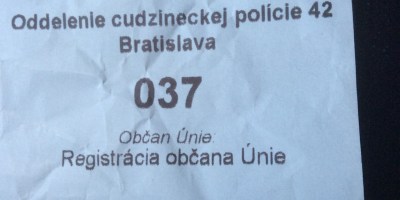 Oddelenie cudzineckej polície 42
Bratislava
037
Občan Únie:
Registrácia občana Únie